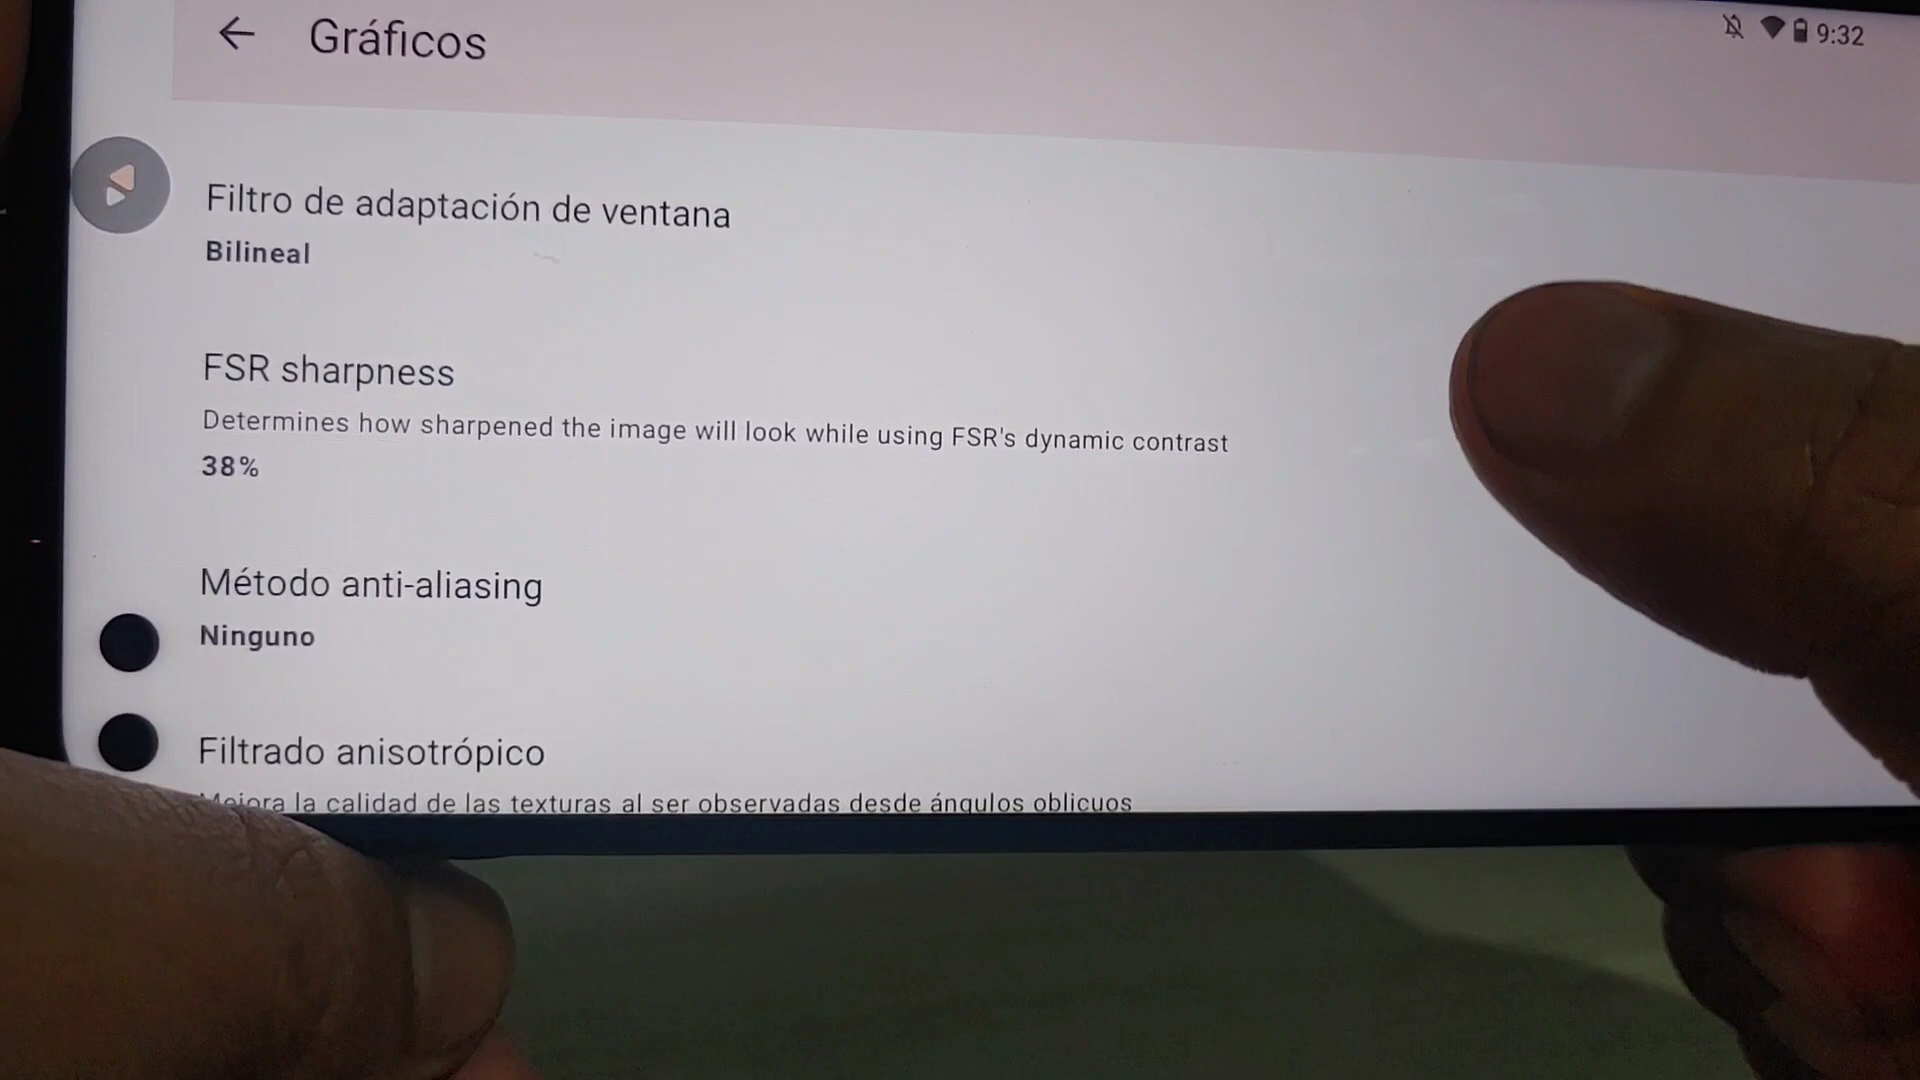 Gráficos
9:32
Filtro de adaptación de ventana
Bilineal
FSR sharpness
Determines how sharpened the image will look while using FSR's dynamic contrast
38%
Método anti-aliasing
Ninguno
Filtrado anisotrópico
Mejora la calidad de las texturas al ser observadas desde ángulos oblicuos